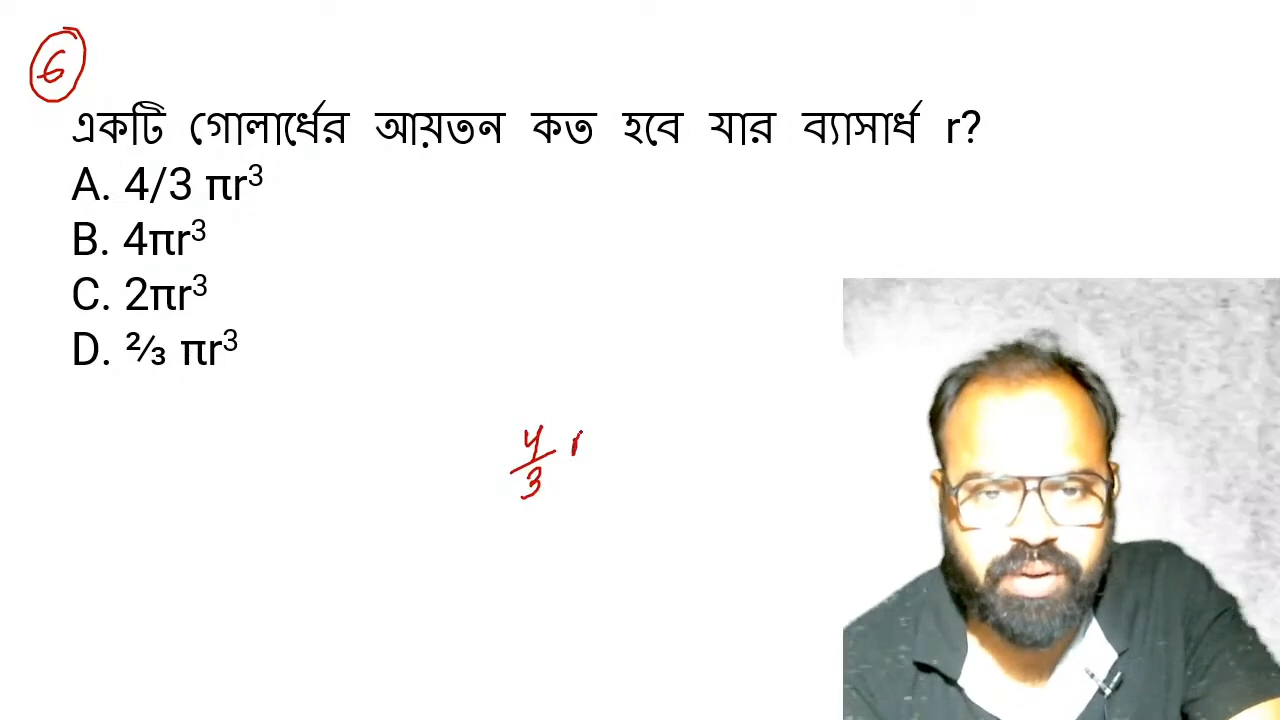 6
একটি গোলার্ধের আয়তন কত হবে যার ব্যাসার্ধ r?
A. 4/3 πr³
B. 4πr³
C. 2πr³
D. ⅔ πr³
4/3